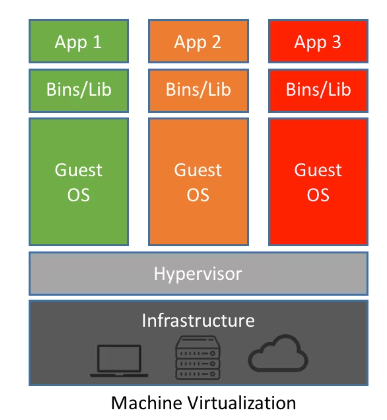 App 1
App 2
App 3
Bins/Lib
Bins/Lib
Bins/Lib
Guest
OS
Guest
OS
Guest
OS
Hypervisor
Infrastructure
Machine Virtualization